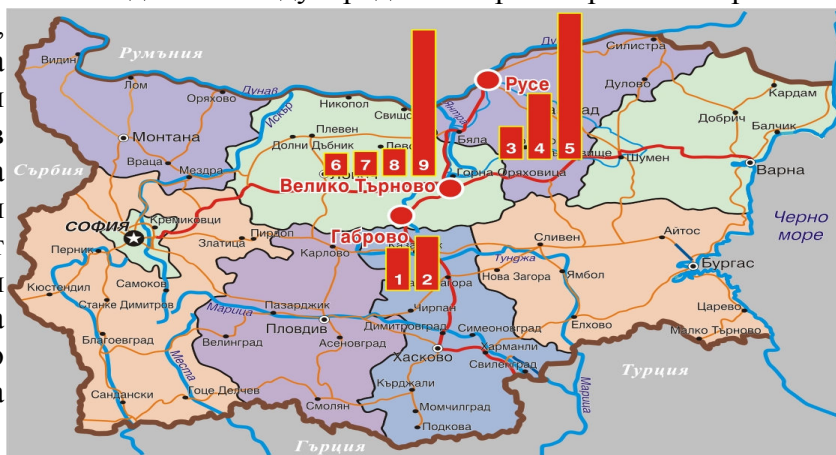 Румъния
Видин
Лом
Оряхово
Дунав
Искър
Никопол
Силистра
Русе
Дулово
Кардам
Монтана
Плевен
Долни Дъбник
Янтра
Бяла
Добрич
Балчик
Враца
Мездра
6
7
8
9
3
4
5
Шумен
Варна
Сърбия
Велико Търново
Горна Оряховица
София
Кремиковци
Перник
Златица
Пирдоп
Габрово
Карлово
Сливен
Айтос
Черно
море
Кюстендил
Самоков
Станке Димитров
1
2
Тунджа
Нова Загора
Ямбол
Бургас
Марица
Пазарджик
Пловдив
Чирпан
Димитровград
Симеоновград
Елхово
Царево
Малко Търново
Благоевград
Велинград
Асеновград
Хасково
Харманли
Свиленград
Места
Сандански
Гоце Делчев
Смолян
Кърджали
Момчилград
Подкова
Марица
Турция
Гърция